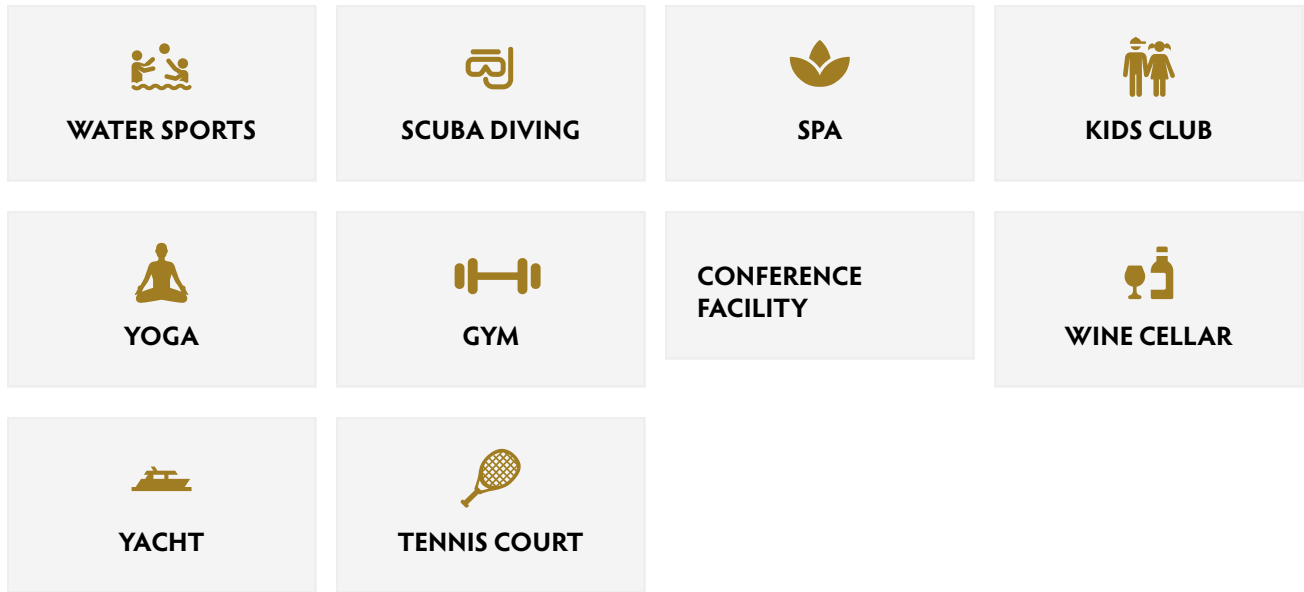 WATER SPORTS
SCUBA DIVING
SPA
KIDS CLUB
YOGA
GYM
CONFERENCE
FACILITY
WINE CELLAR
YACHT
TENNIS COURT